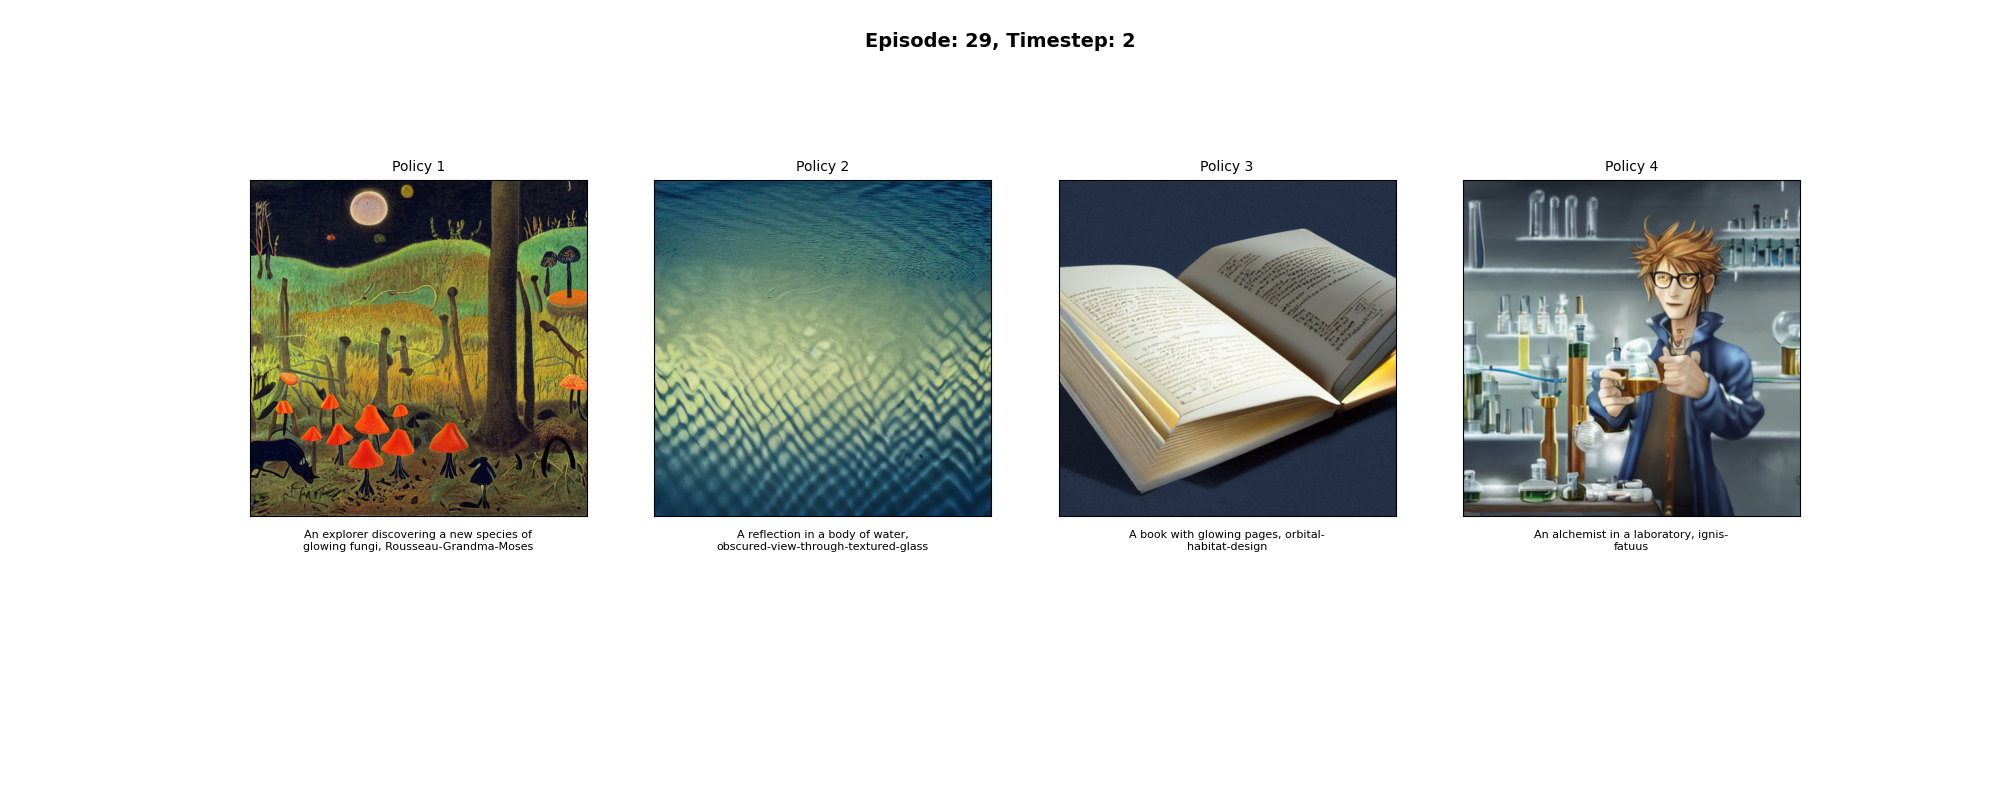 Episode: 29, Timestep: 2
Policy 1
Policy 2
Policy 3
Policy 4
An explorer discovering a new species of
glowing fungi, Rousseau-Grandma-Moses
A reflection in a body of water,
obscured-view-through-textured-glass
A book with glowing pages, orbital-
habitat-design
An alchemist in a laboratory, ignis-
fatuus